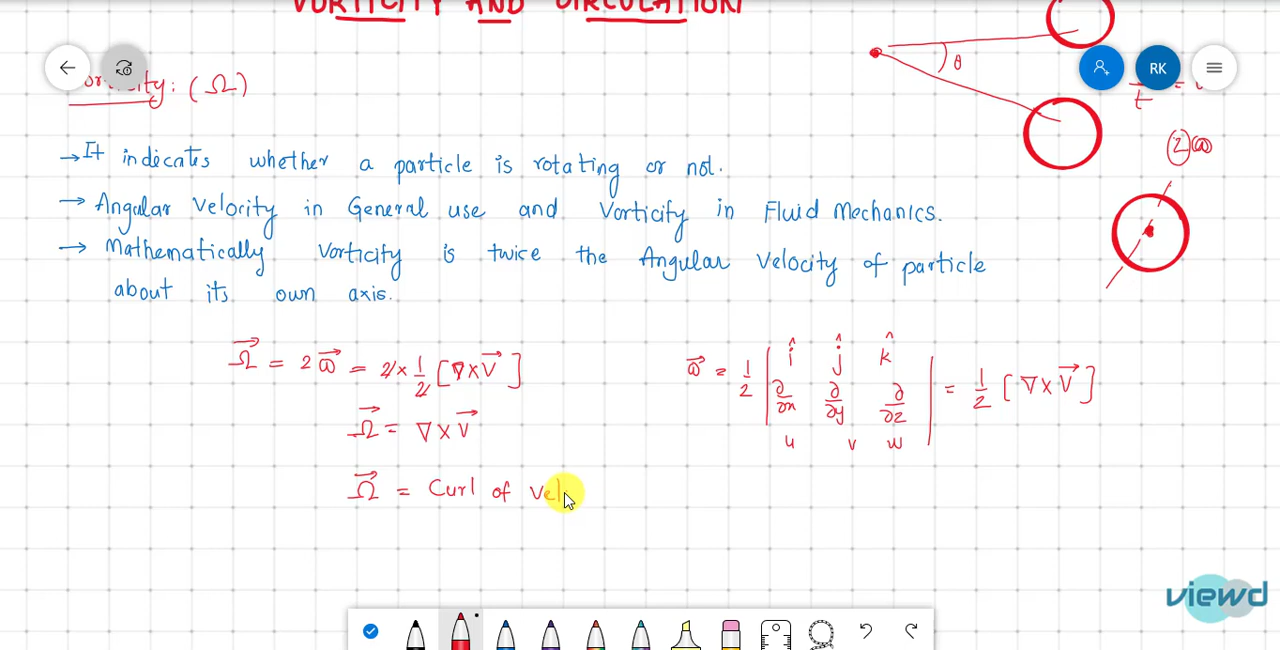 VORTICITY AND CIRCULATION
θ
RK
: (Ω)
t
② ω
→ It indicates whether a particle is rotating or not.
→ Angular Velocity in General use and Vorticity in Fluid Mechanics.
→ Mathematically Vorticity is twice the Angular Velocity of particle
about its own axis.
Ω⃗ = 2 ω⃗ = 2 × 1/2 [∇ × V⃗]
Ω⃗ = ∇ × V⃗
Ω⃗ = Curl of Vel
ω⃗ = 1/2 | î ĵ k̂
∂/∂x ∂/∂y ∂/∂z
u v w | = 1/2 [∇ × V⃗]
viewd